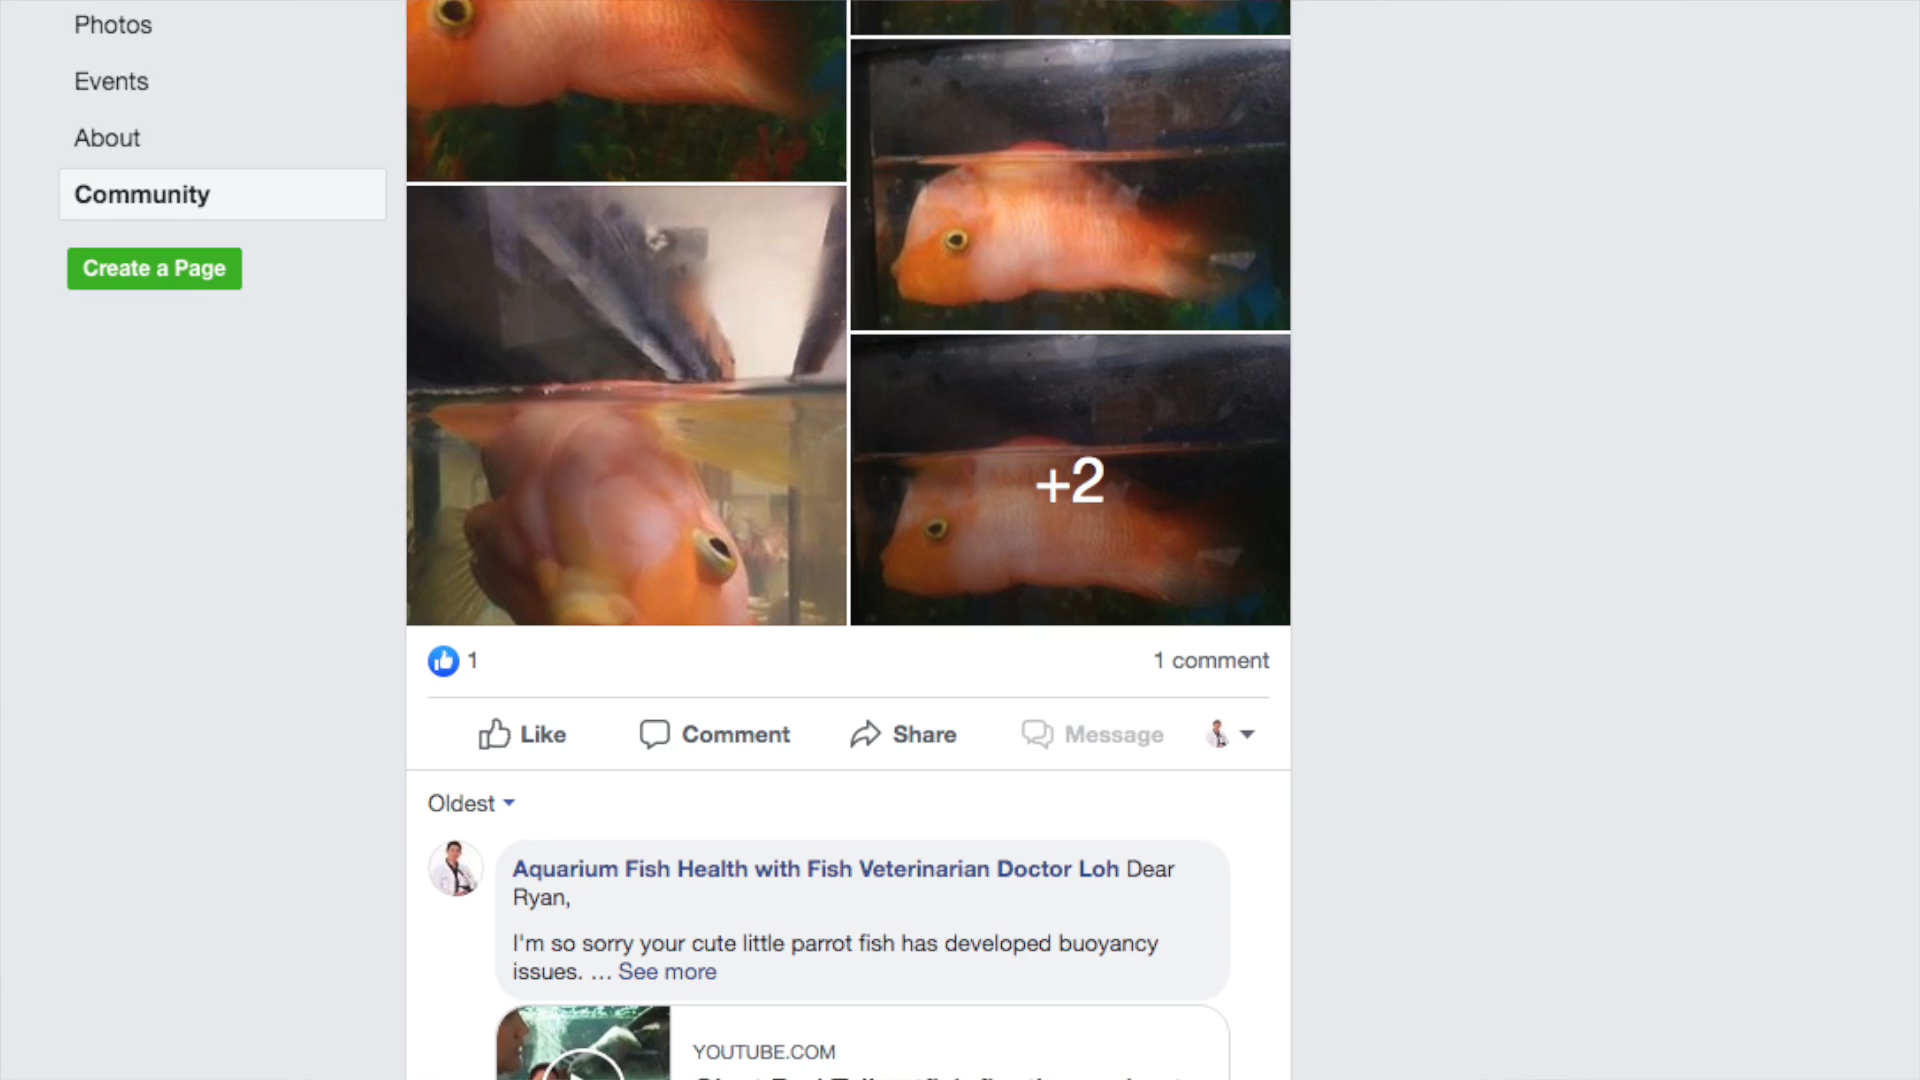 Photos
Events
About
Community
Create a Page
+2
1
1 comment
Like
Comment
Share
Message
Oldest
Aquarium Fish Health with Fish Veterinarian Doctor Loh Dear
Ryan,
I'm so sorry your cute little parrot fish has developed buoyancy
issues. ... See more
YOUTUBE.COM